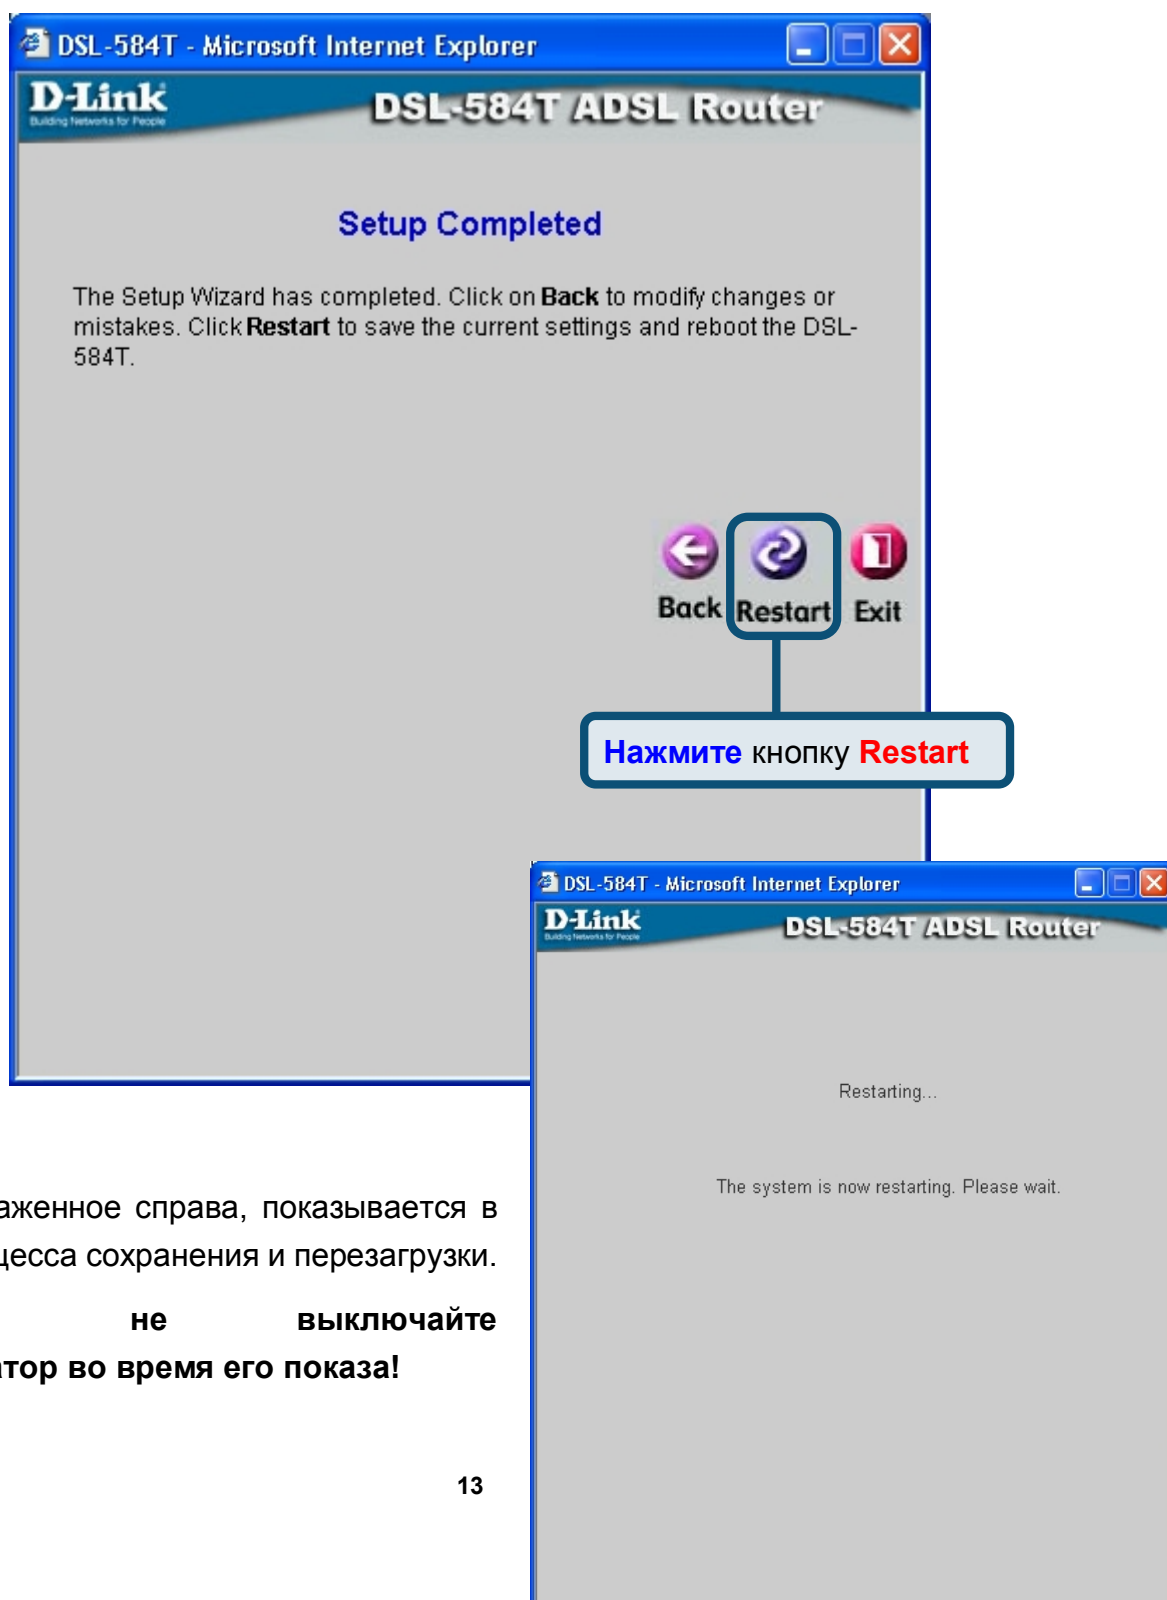 DSL-584T - Microsoft Internet Explorer
D-Link
Building Networks for People
DSL-584T ADSL Router
Setup Completed
The Setup Wizard has completed. Click on Back to modify changes or
mistakes. Click Restart to save the current settings and reboot the DSL-
584T.
Back Restart Exit
Нажмите кнопку Restart
DSL-584T - Microsoft Internet Explorer
D-Link
Building Networks for People
DSL-584T ADSL Router
Restarting...
The system is now restarting. Please wait.
аженное справа, показывается в
цесса сохранения и перезагрузки.
не выключайте
атор во время его показа!
13